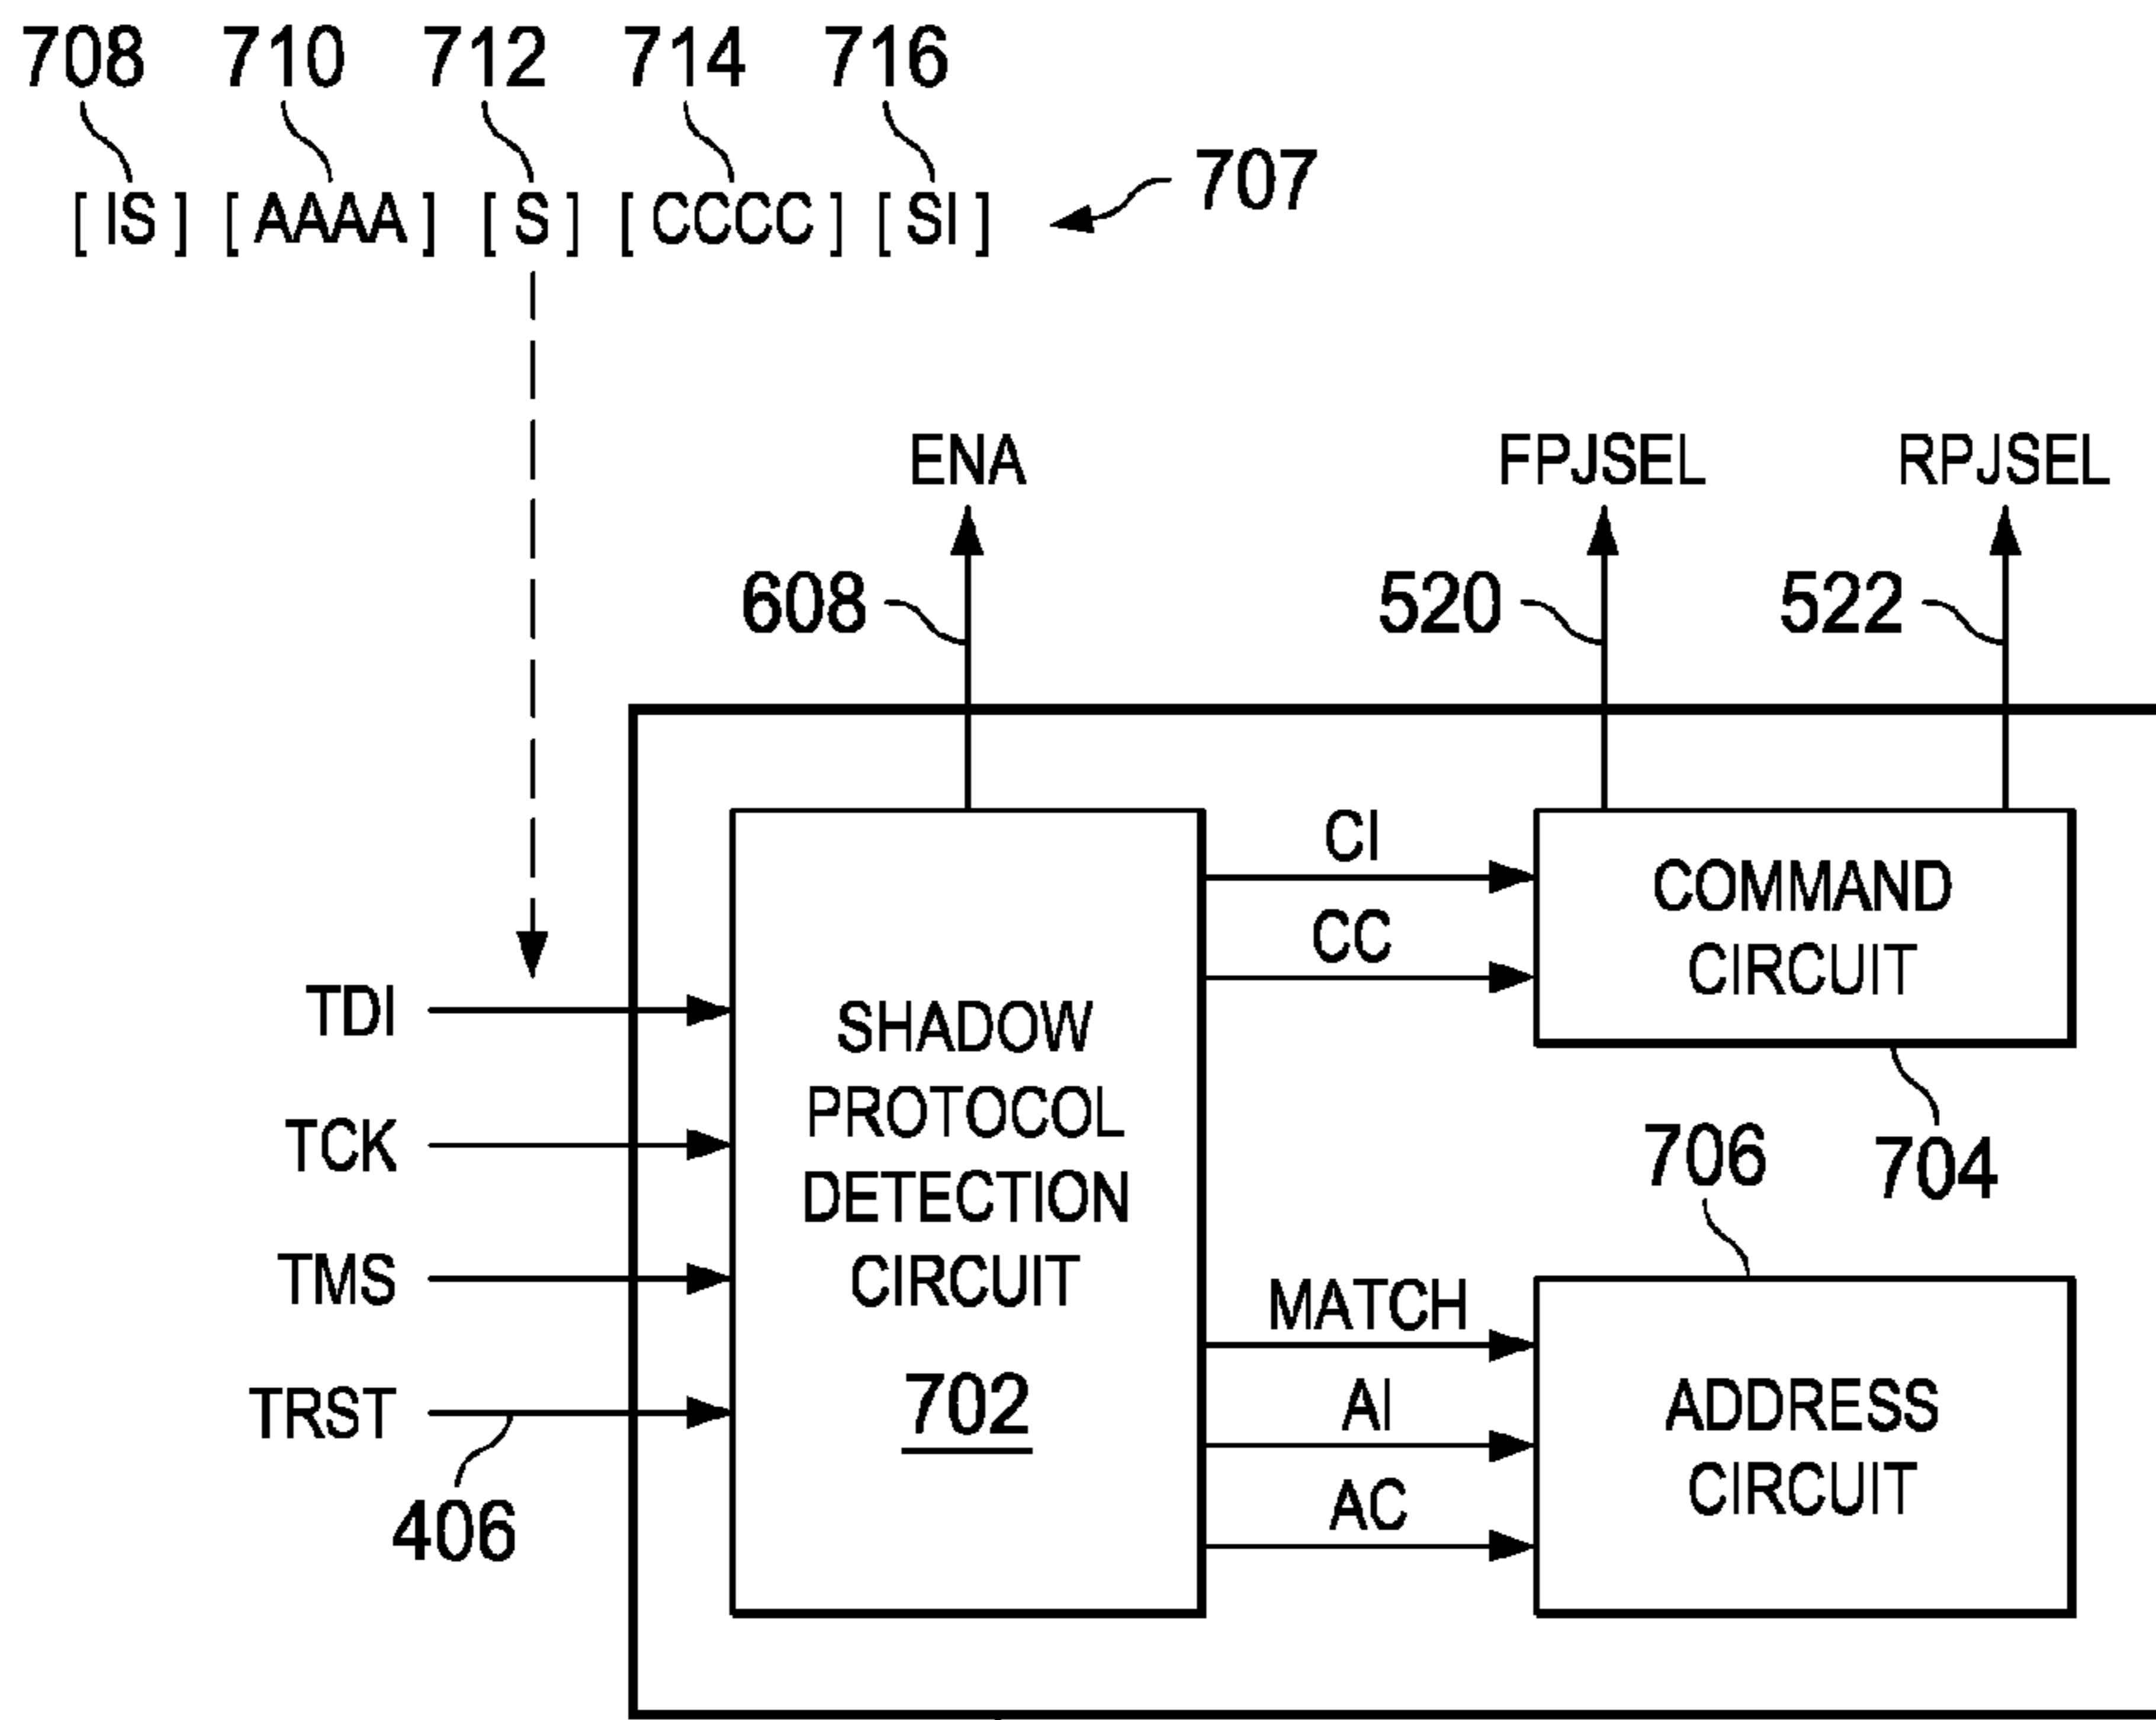 708 710 712 714 716
[ IS ] [ AAAA ] [ S ] [ CCCC ] [ SI ] 707
ENA FPJSEL RPJSEL
608 520 522
CI
COMMAND
CIRCUIT
CC
704
TDI
TCK
TMS
TRST
406
SHADOW
PROTOCOL
DETECTION
CIRCUIT
702
706
MATCH
AI
AC
ADDRESS
CIRCUIT